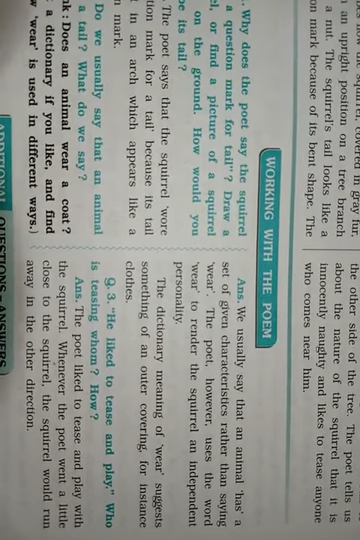 overed in gray fur,
an upright position on a tree branch
a nut. The squirrel's tail looks like a
on mark because of its bent shape. The
the other side of the tree. The poet tells us
about the nature of the squirrel that it is
innocently naughty and likes to tease anyone
who comes near him.
WORKING WITH THE POEM
. Why does the poet say the squirrel
a question mark for tail"? Draw a
el, or find a picture of a squirrel
on the ground. How would you
be its tail?
. The poet says that the squirrel 'wore
tion mark for a tail' because its tail
t in an arch which appears like a
n mark.
Do we usually say that an animal
a tail? What do we say?
nk : Does an animal wear a coat?
a dictionary if you like, and find
w 'wear' is used in different ways.)
Ans. We usually say that an animal 'has' a
set of given characteristics rather than saying
'wear'. The poet, however, uses the word
'wear' to render the squirrel an independent
personality.
The dictionary meaning of 'wear' suggests
something of an outer covering, for instance
clothes.
Q. 3. "He liked to tease and play." Who
is teasing whom? How?
Ans. The poet liked to tease and play with
the squirrel. Whenever the poet went a little
close to the squirrel, the squirrel would run
away in the other direction.
ADDITIONAL QUESTIONS-ANSWERS